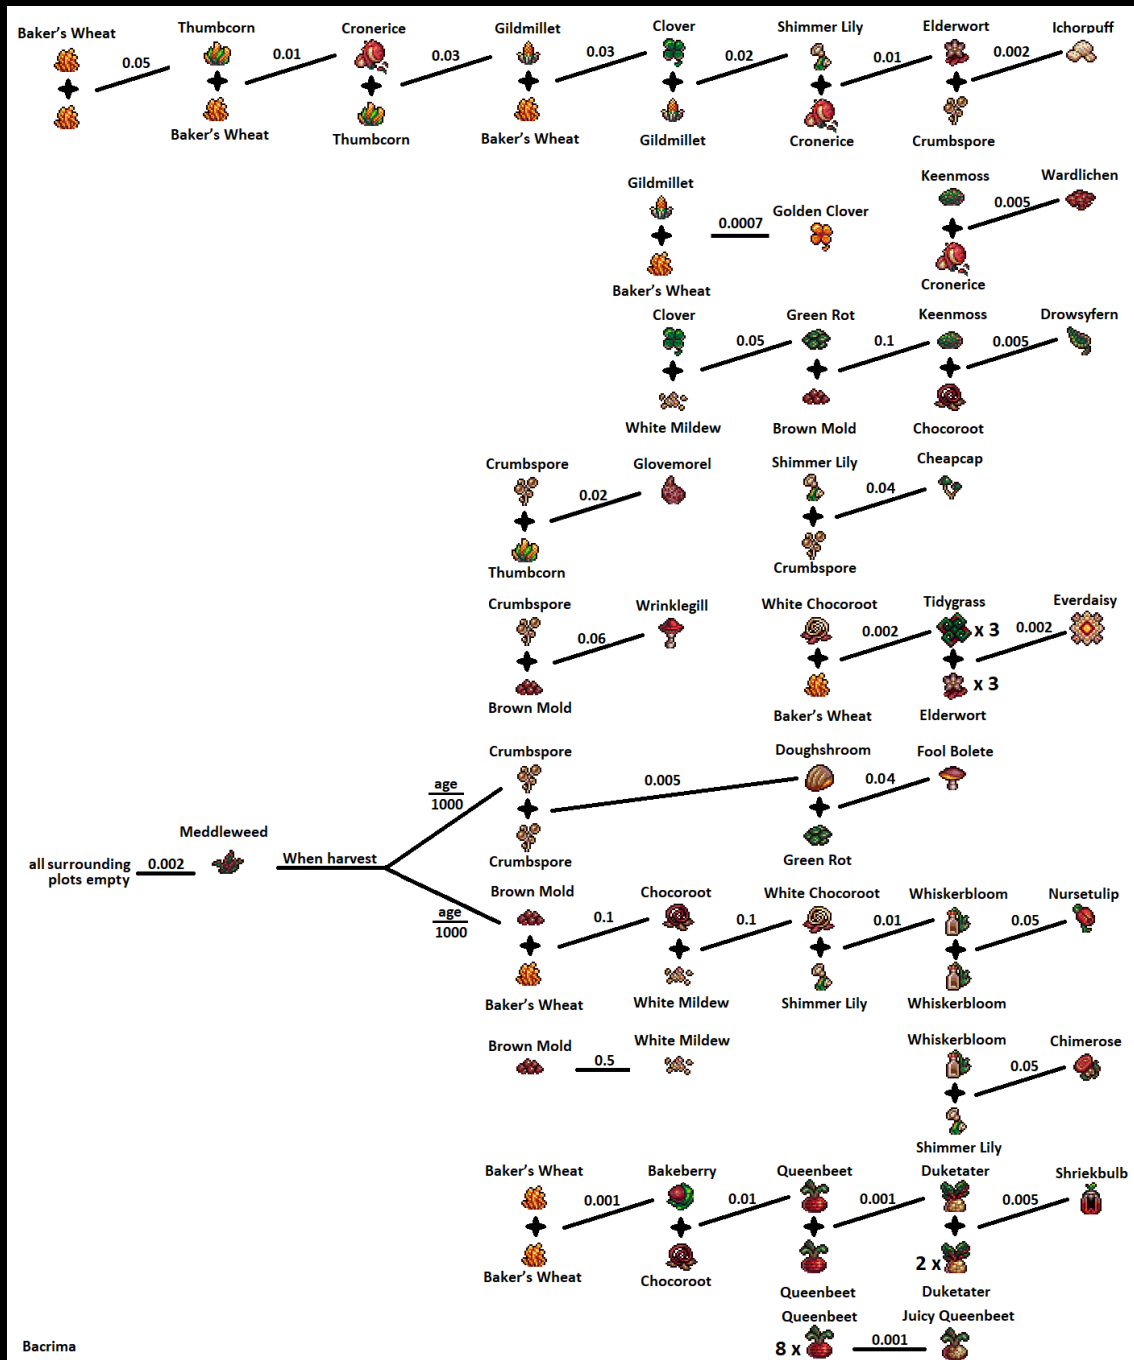 Baker's Wheat
Thumbcorn
Cronerice
Gildmillet
Clover
Shimmer Lily
Elderwort
Ichorpuff
0.05
0.01
0.03
0.03
0.02
0.01
0.002
Baker's Wheat
Thumbcorn
Baker's Wheat
Gildmillet
Cronerice
Crumbspore
Gildmillet
Keenmoss
Wardlichen
0.0007
Golden Clover
0.005
Baker's Wheat
Cronerice
Clover
Green Rot
Keenmoss
Drowsyfern
0.05
0.1
0.005
White Mildew
Brown Mold
Chocoroot
Crumbspore
Glovemorel
Shimmer Lily
Cheapcap
0.02
0.04
Thumbcorn
Crumbspore
Crumbspore
Wrinklegill
White Chocoroot
Tidygrass
Everdaisy
0.06
0.002
x 3
0.002
x 3
Brown Mold
Baker's Wheat
Elderwort
Crumbspore
Doughshroom
Fool Bolete
age
1000
0.005
0.04
Meddleweed
all surrounding
plots empty
0.002
When harvest
Crumbspore
Green Rot
Brown Mold
Chocoroot
White Chocoroot
Whiskerbloom
Nursetulip
age
1000
0.1
0.1
0.01
0.05
Baker's Wheat
White Mildew
Shimmer Lily
Whiskerbloom
Brown Mold
0.5
White Mildew
Whiskerbloom
Chimerose
0.05
Shimmer Lily
Baker's Wheat
Bakeberry
Queenbeet
Duketater
Shriekbulb
0.001
0.01
0.001
0.005
2 x
Baker's Wheat
Chocoroot
Queenbeet
Duketater
Queenbeet
Juicy Queenbeet
8 x
0.001
Bacrima